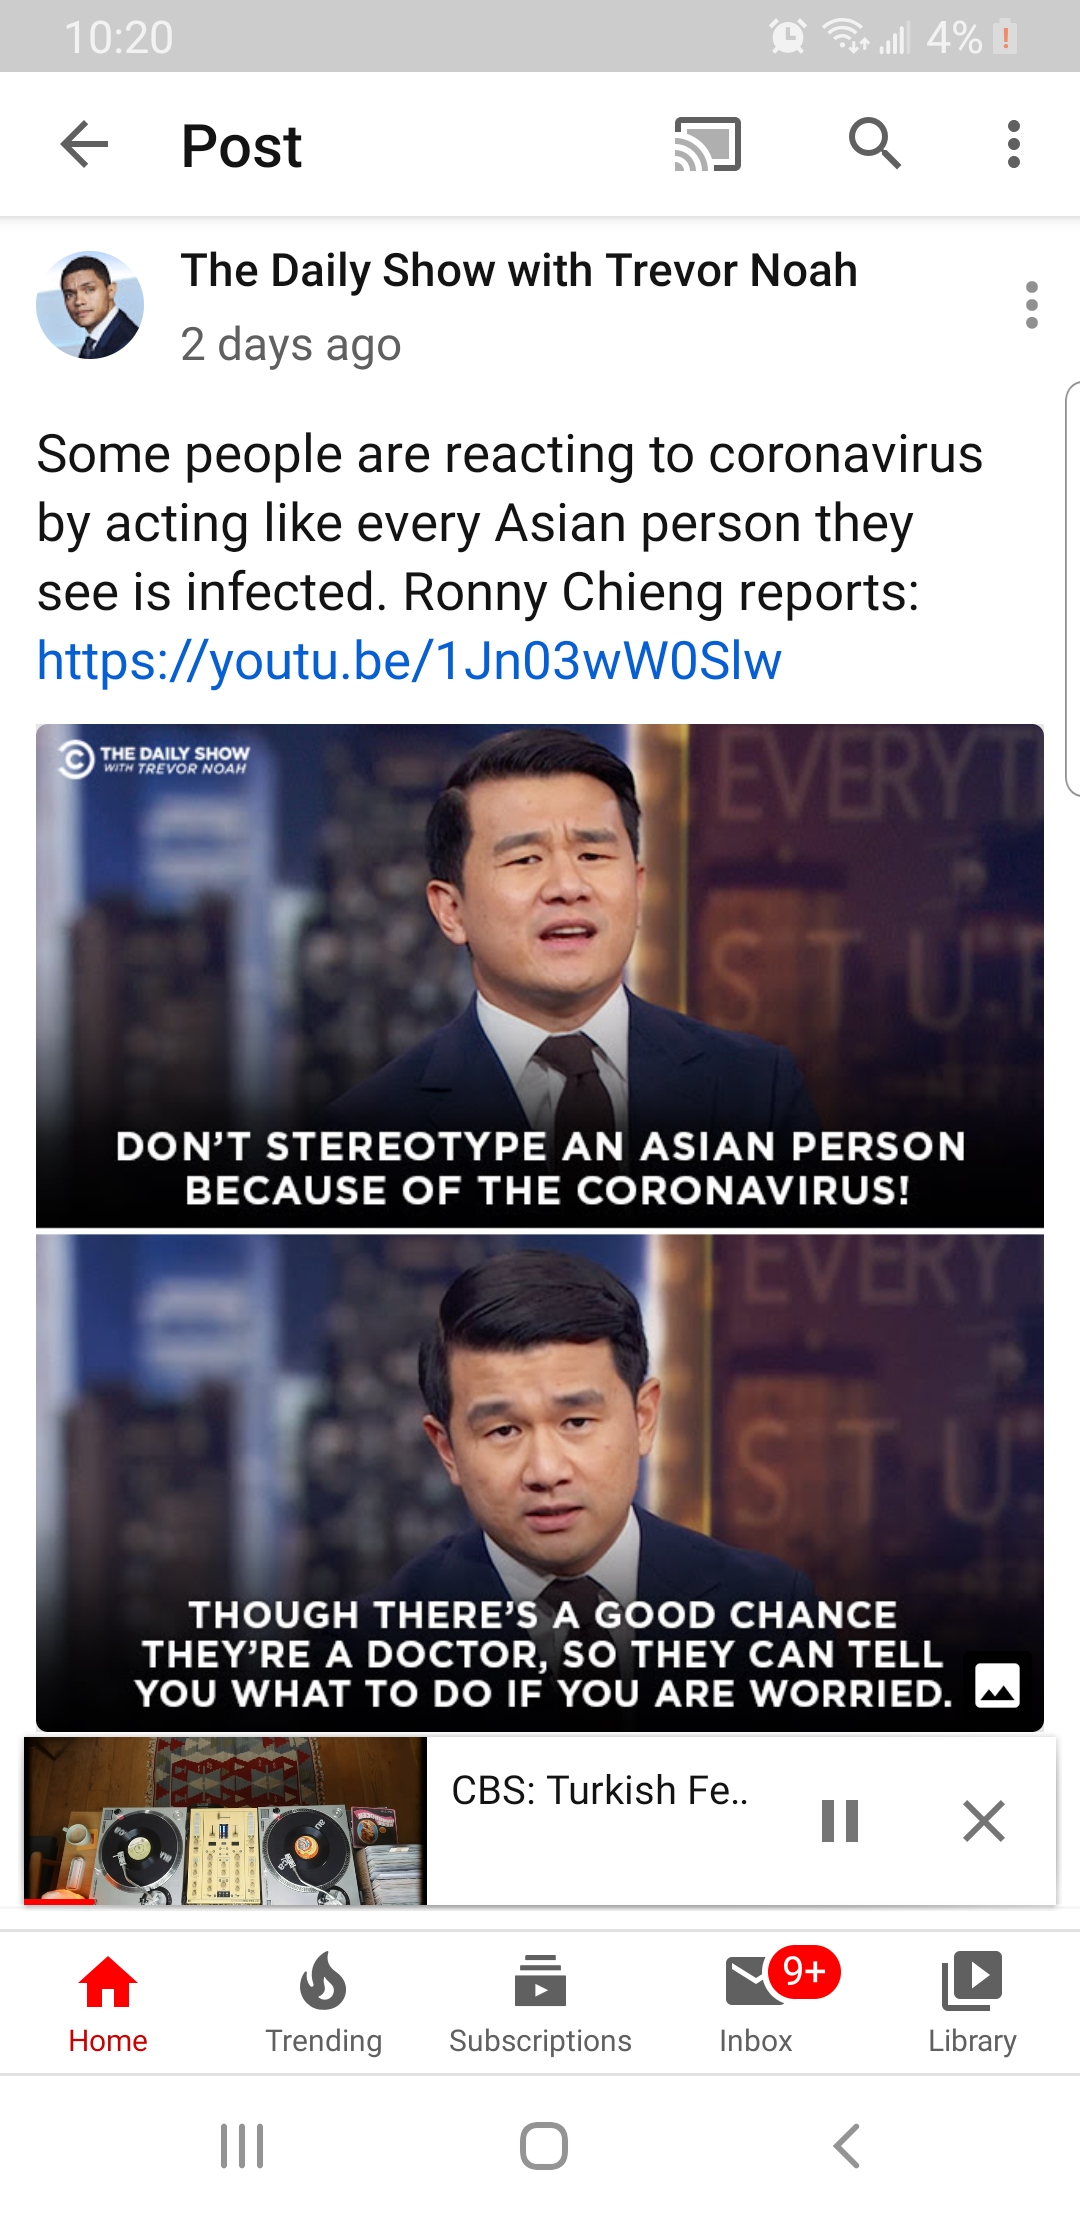 10:20
4%
Post
The Daily Show with Trevor Noah
2 days ago
Some people are reacting to coronavirus
by acting like every Asian person they
see is infected. Ronny Chieng reports:
https://youtu.be/1Jn03wW0Slw
THE DAILY SHOW
WITH TREVOR NOAH
EVERYT
STUF
DON'T STEREOTYPE AN ASIAN PERSON
BECAUSE OF THE CORONAVIRUS!
EVERY
STU
THOUGH THERE'S A GOOD CHANCE
THEY'RE A DOCTOR, SO THEY CAN TELL
YOU WHAT TO DO IF YOU ARE WORRIED.
CBS: Turkish Fe..
9+
Home
Trending
Subscriptions
Inbox
Library